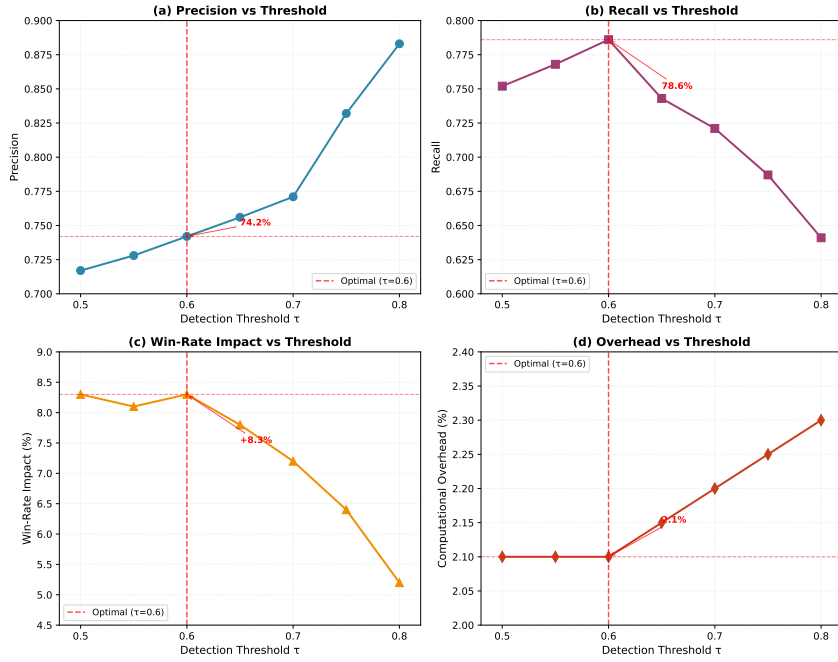 (a) Precision vs Threshold
0.900
0.875
0.850
0.825
0.800
0.775
0.750
0.725
0.700
Precision
74.2%
Optimal (τ=0.6)
0.5 0.6 0.7 0.8
Detection Threshold τ
(b) Recall vs Threshold
0.800
0.775
0.750
0.725
0.700
0.675
0.650
0.625
0.600
Recall
78.6%
Optimal (τ=0.6)
0.5 0.6 0.7 0.8
Detection Threshold τ
(c) Win-Rate Impact vs Threshold
9.0
8.5
8.0
7.5
7.0
6.5
6.0
5.5
5.0
4.5
Win-Rate Impact (%)
+8.3%
Optimal (τ=0.6)
0.5 0.6 0.7 0.8
Detection Threshold τ
(d) Overhead vs Threshold
2.40
2.35
2.30
2.25
2.20
2.15
2.10
2.05
2.00
Computational Overhead (%)
Optimal (τ=0.6)
2.1%
0.5 0.6 0.7 0.8
Detection Threshold τ